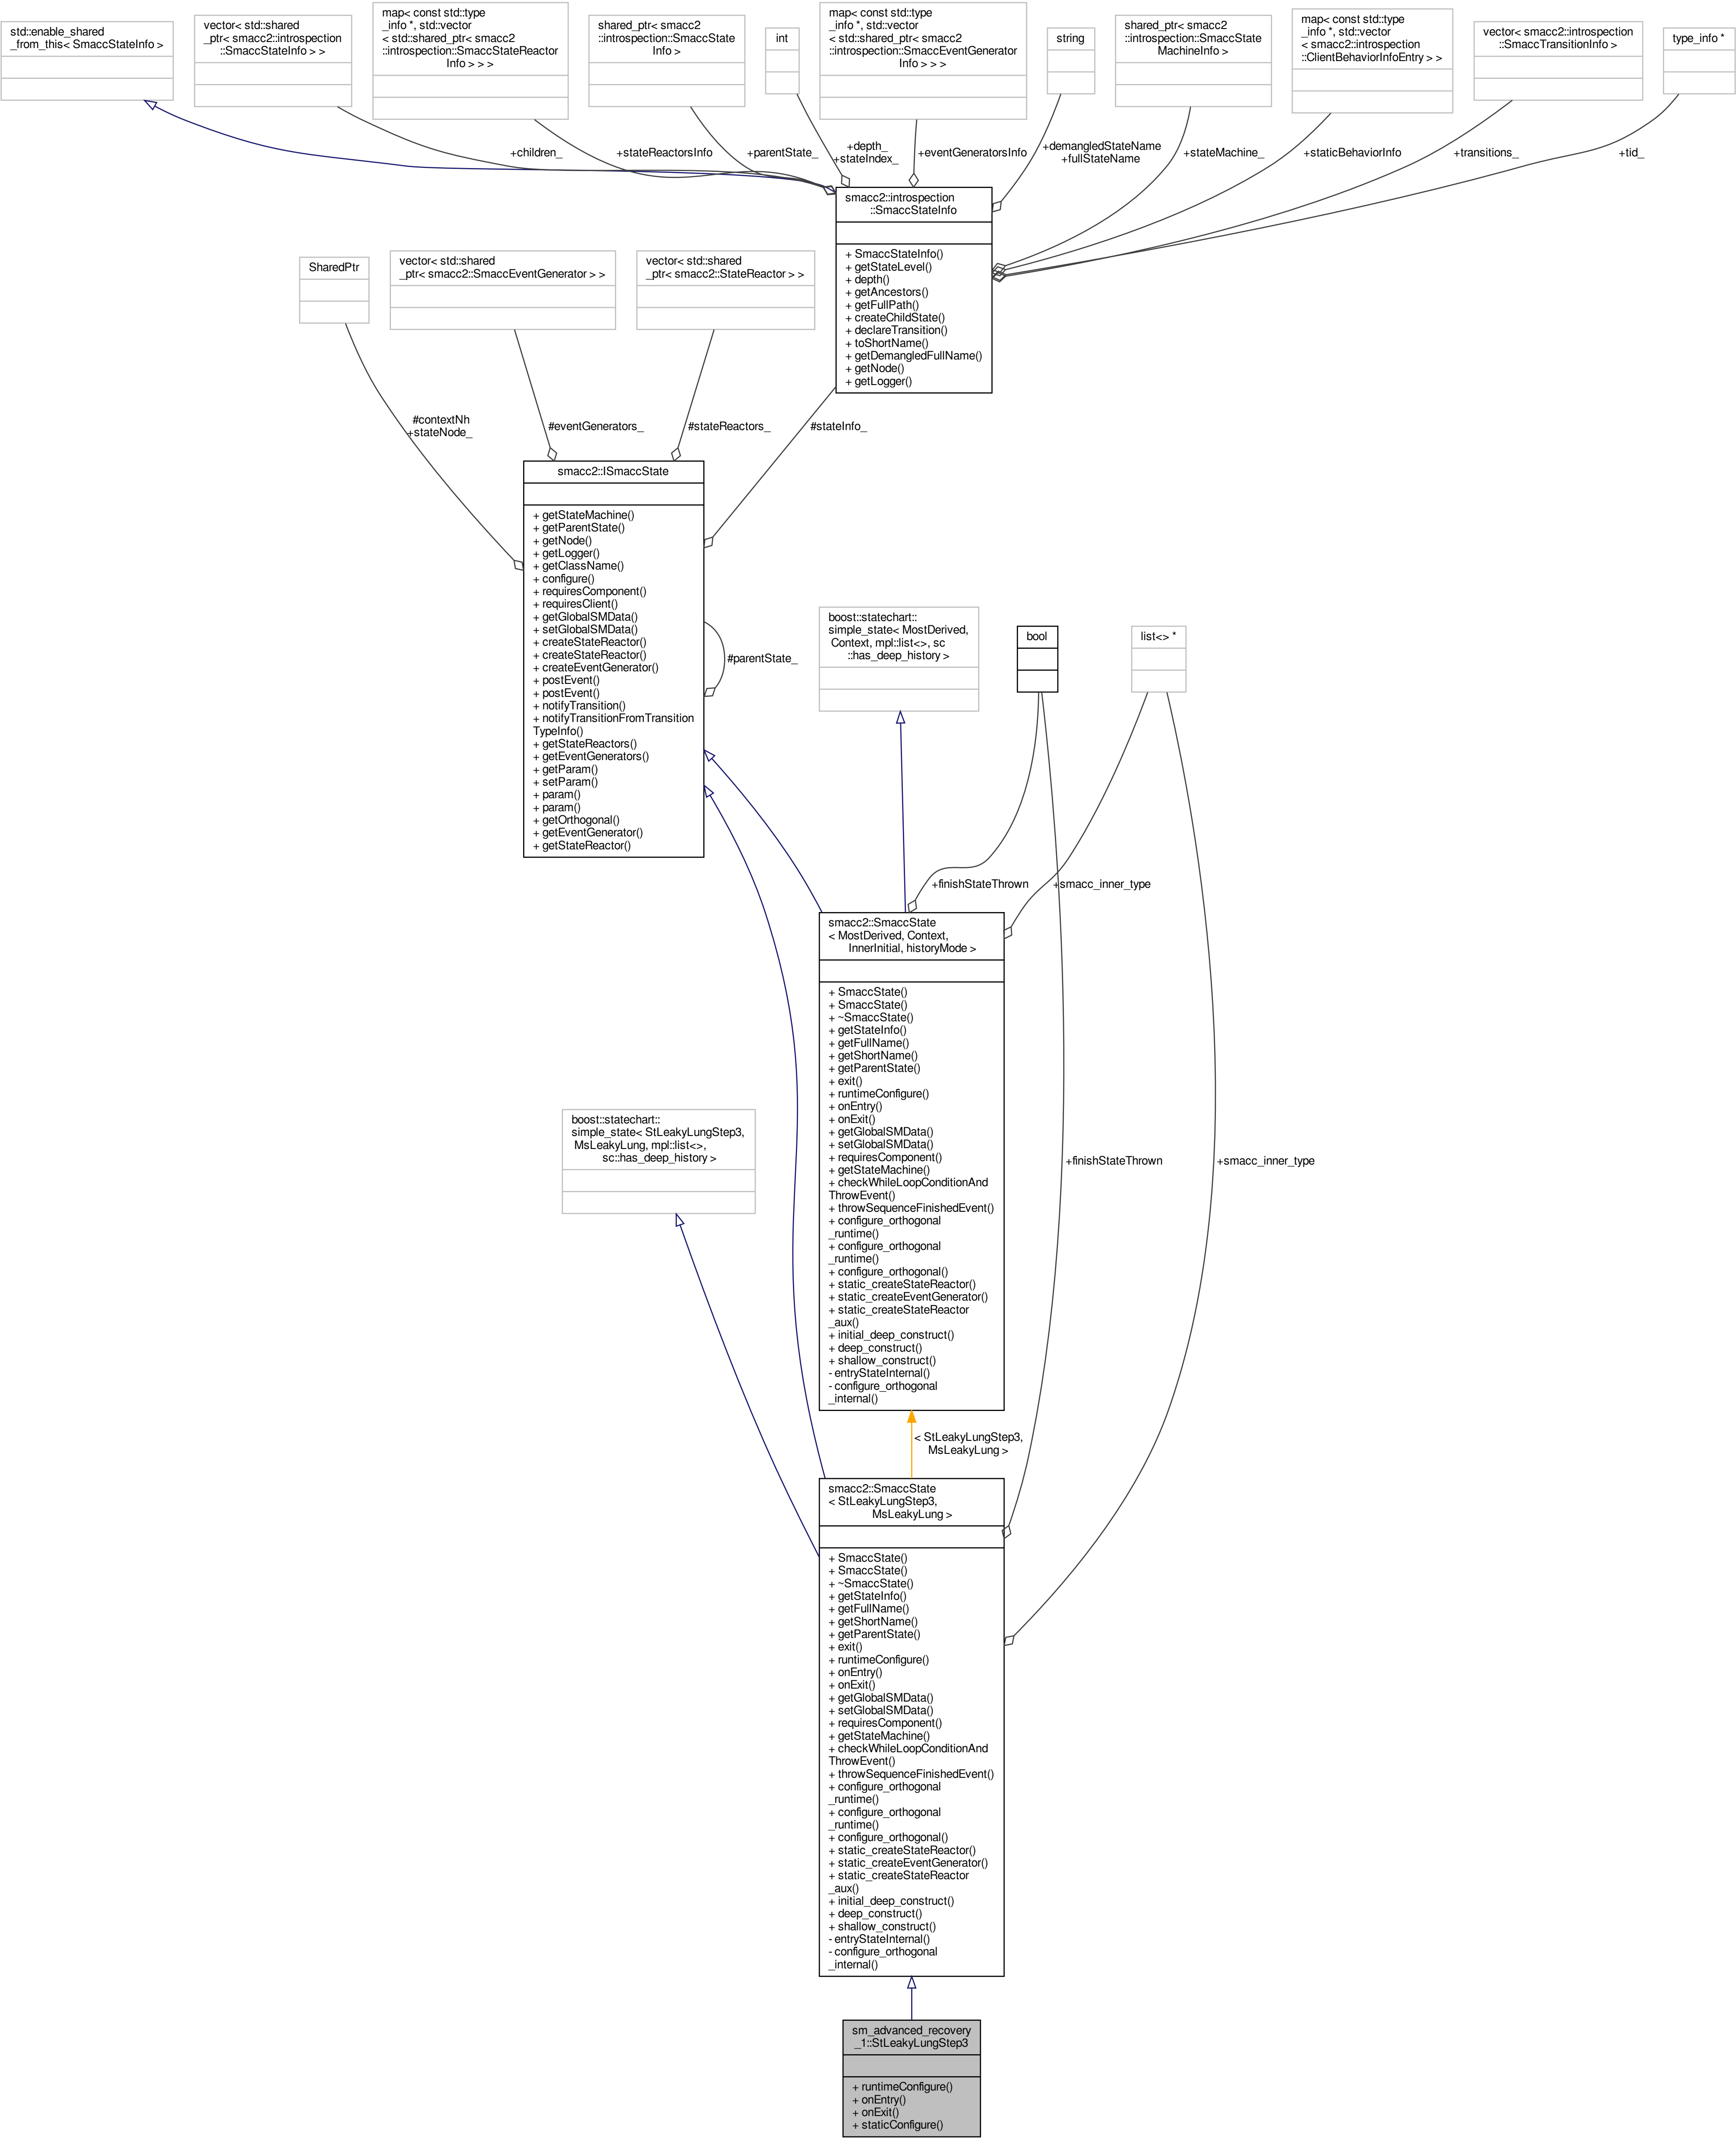 std::enable_shared
_from_this< SmaccStateInfo >
vector< std::shared
_ptr< smacc2::introspection
::SmaccStateInfo > >
map< const std::type
_info *, std::vector
< std::shared_ptr< smacc2
::introspection::SmaccStateReactor
Info > > >
shared_ptr< smacc2
::introspection::SmaccState
Info >
int
map< const std::type
_info *, std::vector
< std::shared_ptr< smacc2
::introspection::SmaccEventGenerator
Info > > >
string
shared_ptr< smacc2
::introspection::SmaccState
MachineInfo >
map< const std::type
_info *, std::vector
< smacc2::introspection
::ClientBehaviorInfoEntry > >
vector< smacc2::introspection
::SmaccTransitionInfo >
type_info *
+children_
+stateReactorsInfo
+parentState_
+depth_
+stateIndex_
+eventGeneratorsInfo
+demangledStateName
+fullStateName
+stateMachine_
+staticBehaviorInfo
+transitions_
+tid_
smacc2::introspection
::SmaccStateInfo
+ SmaccStateInfo()
+ getStateLevel()
+ depth()
+ getAncestors()
+ getFullPath()
+ createChildState()
+ declareTransition()
+ toShortName()
+ getDemangledFullName()
+ getNode()
+ getLogger()
SharedPtr
vector< std::shared
_ptr< smacc2::SmaccEventGenerator > >
vector< std::shared
_ptr< smacc2::StateReactor > >
#contextNh
+stateNode_
#eventGenerators_
#stateReactors_
#stateInfo_
smacc2::ISmaccState
+ getStateMachine()
+ getParentState()
+ getNode()
+ getLogger()
+ getClassName()
+ configure()
+ requiresComponent()
+ requiresClient()
+ getGlobalSMData()
+ setGlobalSMData()
+ createStateReactor()
+ createStateReactor()
+ createEventGenerator()
+ postEvent()
+ postEvent()
+ notifyTransition()
+ notifyTransitionFromTransition
TypeInfo()
+ getStateReactors()
+ getEventGenerators()
+ getParam()
+ setParam()
+ param()
+ param()
+ getOrthogonal()
+ getEventGenerator()
+ getStateReactor()
#parentState_
boost::statechart::
simple_state< MostDerived,
Context, mpl::list<>, sc
::has_deep_history >
bool
list<> *
+finishStateThrown
+smacc_inner_type
smacc2::SmaccState
< MostDerived, Context,
InnerInitial, historyMode >
+ SmaccState()
+ SmaccState()
+ ~SmaccState()
+ getStateInfo()
+ getFullName()
+ getShortName()
+ getParentState()
+ exit()
+ runtimeConfigure()
+ onEntry()
+ onExit()
+ getGlobalSMData()
+ setGlobalSMData()
+ requiresComponent()
+ getStateMachine()
+ checkWhileLoopConditionAnd
ThrowEvent()
+ throwSequenceFinishedEvent()
+ configure_orthogonal
_runtime()
+ configure_orthogonal
_runtime()
+ configure_orthogonal()
+ static_createStateReactor()
+ static_createEventGenerator()
+ static_createStateReactor
_aux()
+ initial_deep_construct()
+ deep_construct()
+ shallow_construct()
- entryStateInternal()
- configure_orthogonal
_internal()
boost::statechart::
simple_state< StLeakyLungStep3,
MsLeakyLung, mpl::list<>,
sc::has_deep_history >
+finishStateThrown
+smacc_inner_type
< StLeakyLungStep3,
MsLeakyLung >
smacc2::SmaccState
< StLeakyLungStep3,
MsLeakyLung >
+ SmaccState()
+ SmaccState()
+ ~SmaccState()
+ getStateInfo()
+ getFullName()
+ getShortName()
+ getParentState()
+ exit()
+ runtimeConfigure()
+ onEntry()
+ onExit()
+ getGlobalSMData()
+ setGlobalSMData()
+ requiresComponent()
+ getStateMachine()
+ checkWhileLoopConditionAnd
ThrowEvent()
+ throwSequenceFinishedEvent()
+ configure_orthogonal
_runtime()
+ configure_orthogonal
_runtime()
+ configure_orthogonal()
+ static_createStateReactor()
+ static_createEventGenerator()
+ static_createStateReactor
_aux()
+ initial_deep_construct()
+ deep_construct()
+ shallow_construct()
- entryStateInternal()
- configure_orthogonal
_internal()
sm_advanced_recovery
_1::StLeakyLungStep3
+ runtimeConfigure()
+ onEntry()
+ onExit()
+ staticConfigure()